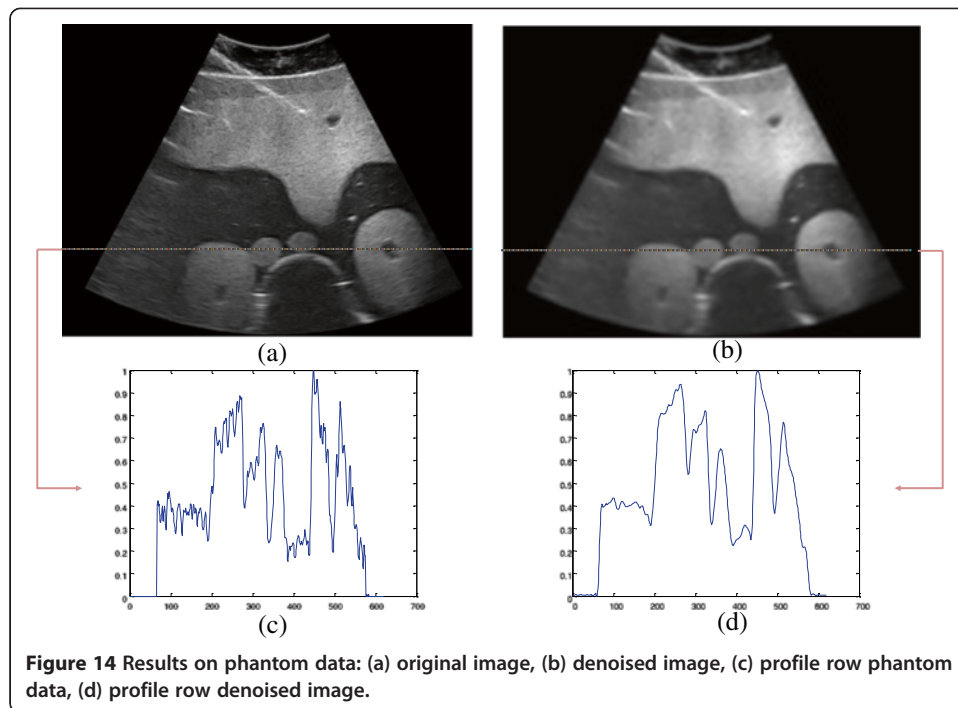 (a)
(b)
1
0.9
0.8
0.7
0.6
0.5
0.4
0.3
0.2
0.1
0
0 100 200 300 400 500 600 700
(c)
1
0.9
0.8
0.7
0.6
0.5
0.4
0.3
0.2
0.1
0
0 100 200 300 400 500 600 700
(d)
Figure 14 Results on phantom data: (a) original image, (b) denoised image, (c) profile row phantom
data, (d) profile row denoised image.